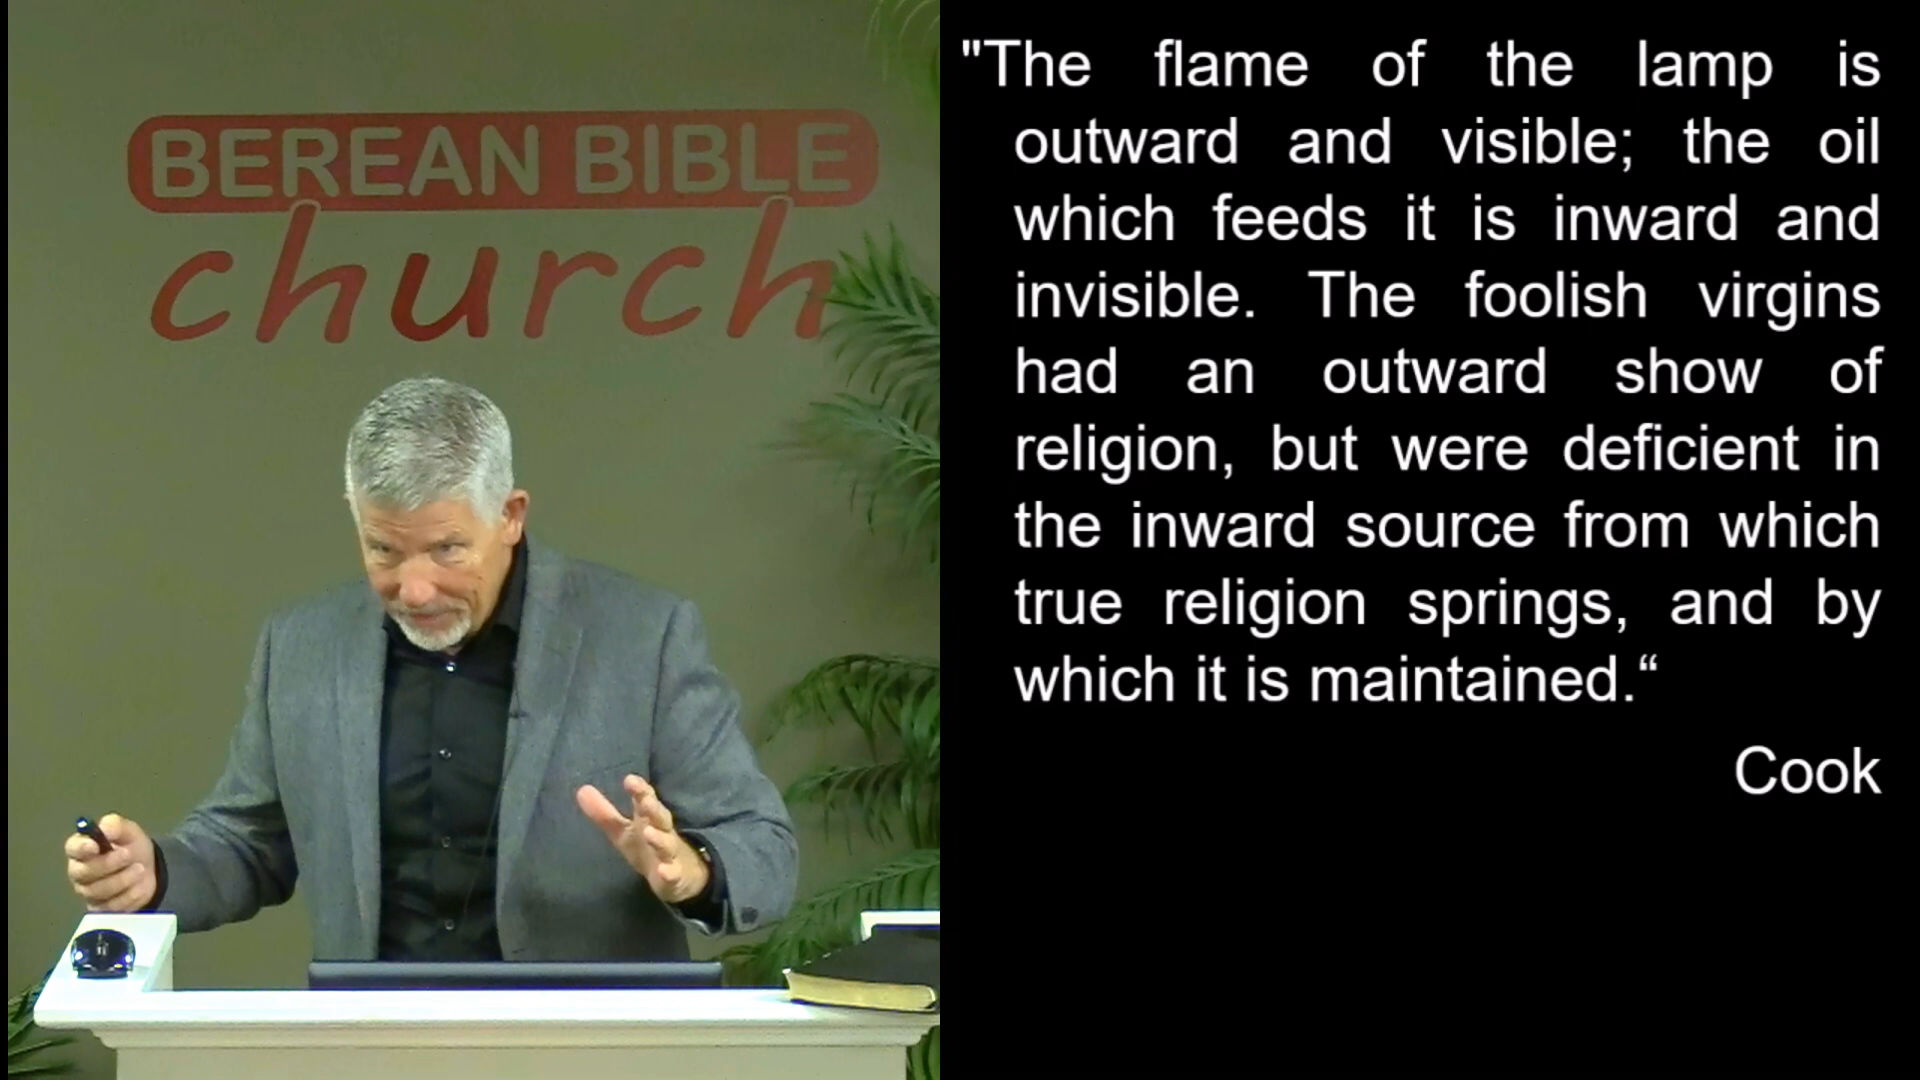 BEREAN BIBLE
church
"The flame of the lamp is
outward and visible; the oil
which feeds it is inward and
invisible. The foolish virgins
had an outward show of
religion, but were deficient in
the inward source from which
true religion springs, and by
which it is maintained.“
Cook